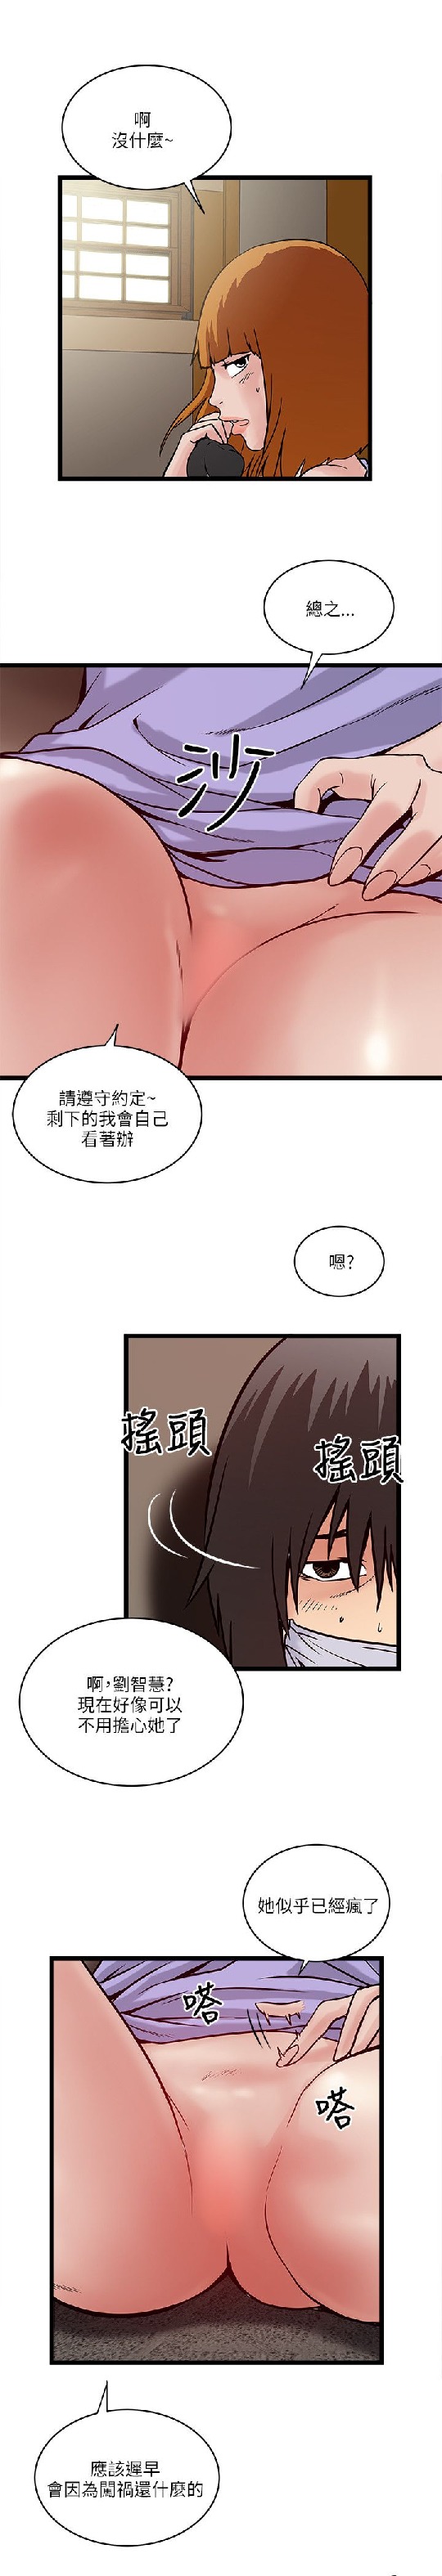 啊
沒什麼~
總之...
沙
請遵守約定~
剩下的我會自己
看著辦
嗯?
搖頭
搖頭
啊，劉智慧?
現在好像可以
不用擔心她了
她似乎已經瘋了
嗒
嗒
應該遲早
會因為闖禍還什麼的